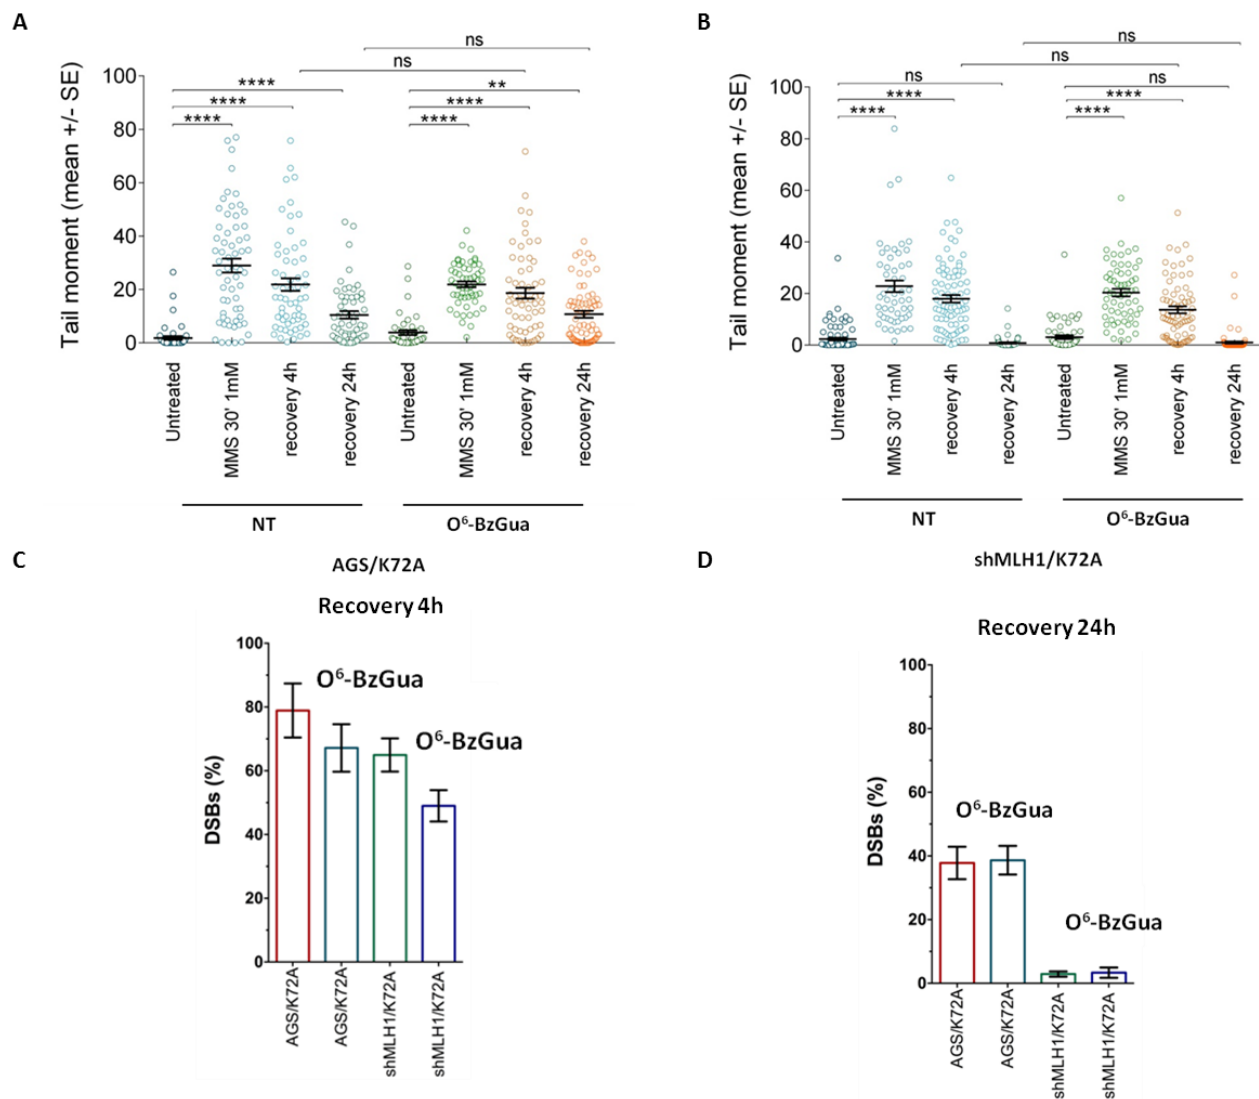 A
B
ns
ns
****
****
****
**
****
****
Tail moment (mean +/- SE)
100
80
60
40
20
0
Untreated
MMS 30' 1mM
recovery 4h
recovery 24h
Untreated
MMS 30' 1mM
recovery 4h
recovery 24h
NT
O⁶-BzGua
AGS/K72A
ns
ns
ns
****
****
ns
****
****
Tail moment (mean +/- SE)
100
80
60
40
20
0
Untreated
MMS 30' 1mM
recovery 4h
recovery 24h
Untreated
MMS 30' 1mM
recovery 4h
recovery 24h
NT
O⁶-BzGua
shMLH1/K72A
C
Recovery 4h
DSBs (%)
100
80
60
40
20
0
O⁶-BzGua
O⁶-BzGua
AGS/K72A
AGS/K72A
shMLH1/K72A
shMLH1/K72A
D
Recovery 24h
DSBs (%)
100
80
60
40
20
0
O⁶-BzGua
O⁶-BzGua
AGS/K72A
AGS/K72A
shMLH1/K72A
shMLH1/K72A